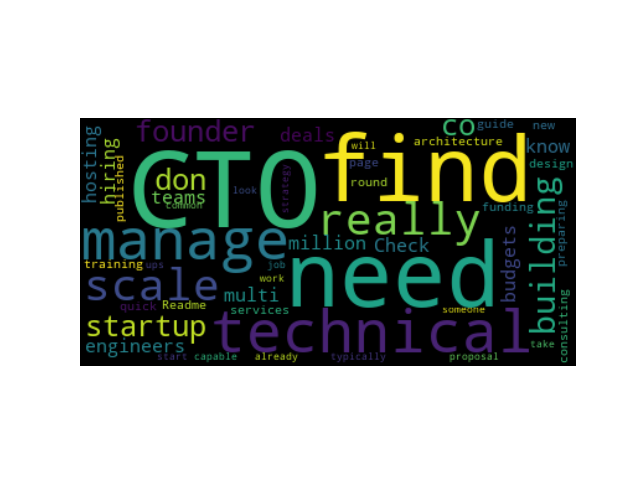 CTO
find
need
technical
manage
really
scale
startup
building
founder
co
don
teams
know
hiring
hosting
published
common
deals
will
page
round
look
strategy
guide
new
architecture
design
funding
preparing
million
Check
budgets
training
ups
job
work
multi
services
quick
Readme
engineers
start
capable
already
typically
someone
proposal
take
consulting